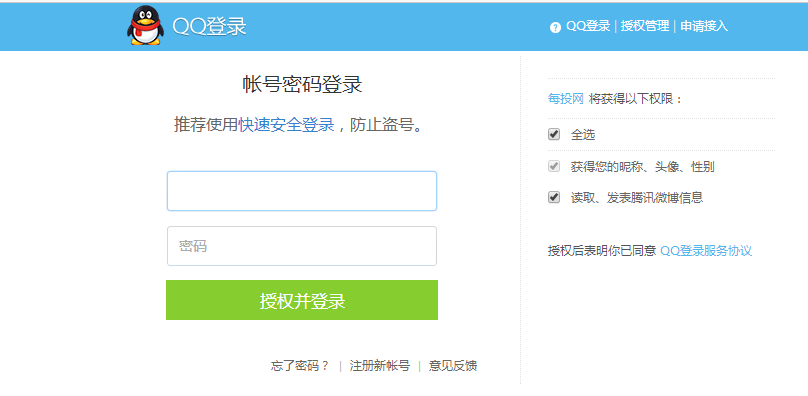 QQ登录
? QQ登录 | 授权管理 | 申请接入
帐号密码登录
推荐使用快速安全登录，防止盗号。
密码
授权并登录
忘了密码？ | 注册新帐号 | 意见反馈
每投网 将获得以下权限：
全选
获得您的昵称、头像、性别
读取、发表腾讯微博信息
授权后表明你已同意 QQ登录服务协议